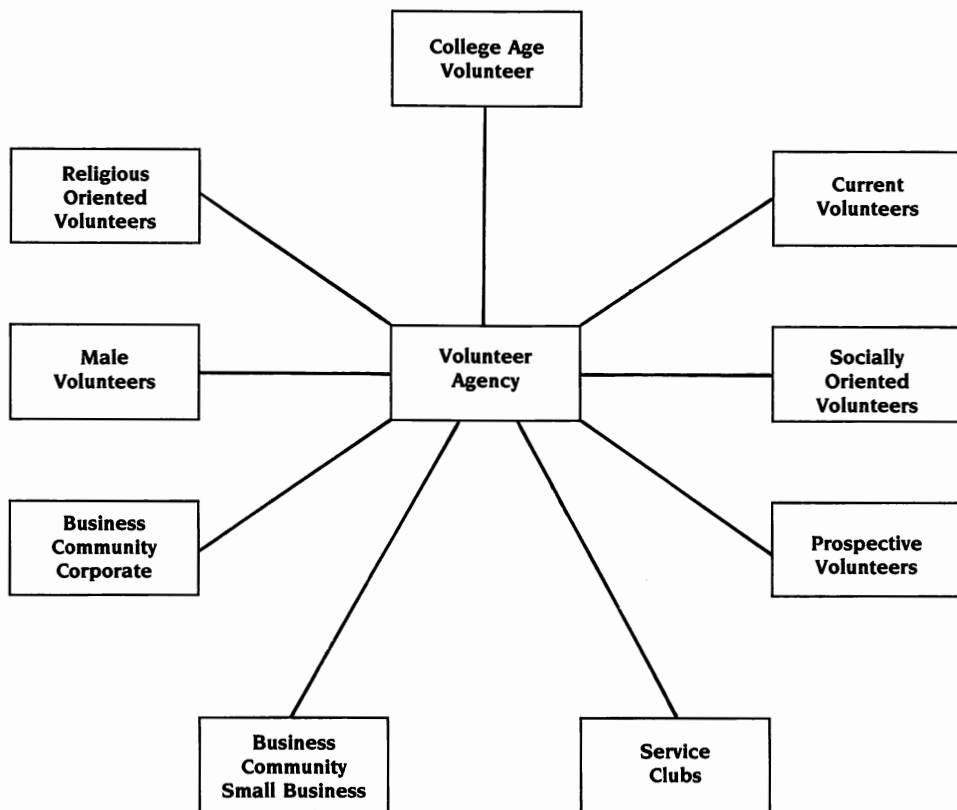 College Age
Volunteer
Religious
Oriented
Volunteers
Current
Volunteers
Male
Volunteers
Volunteer
Agency
Socially
Oriented
Volunteers
Business
Community
Corporate
Prospective
Volunteers
Business
Community
Small Business
Service
Clubs